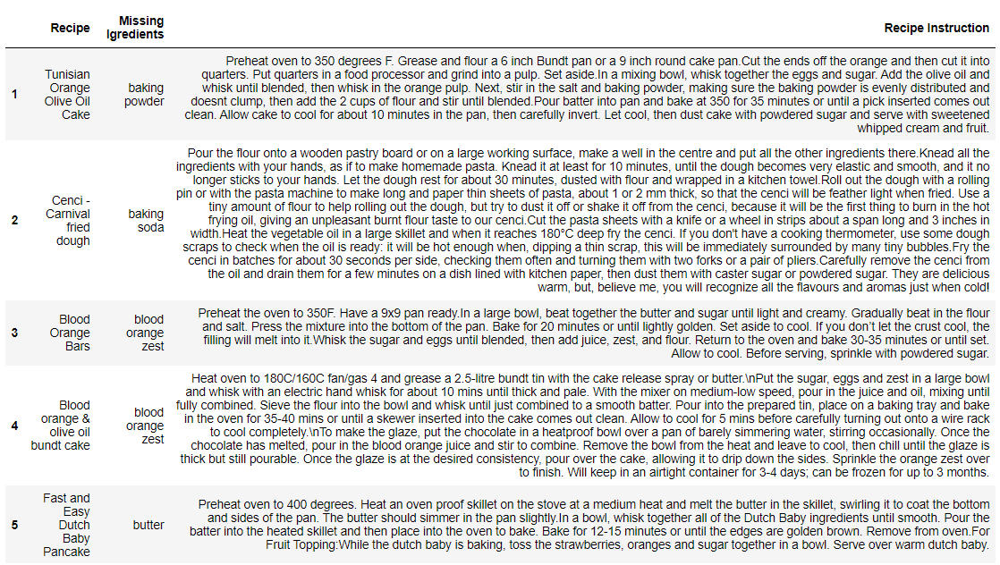 Recipe Missing Igredients Recipe Instruction
1
Tunisian
Orange
Olive Oil
Cake
baking
powder
Preheat oven to 350 degrees F. Grease and flour a 6 inch Bundt pan or a 9 inch round cake pan.Cut the ends off the orange and then cut it into
quarters. Put quarters in a food processor and grind into a pulp. Set aside.In a mixing bowl, whisk together the eggs and sugar. Add the olive oil and
whisk until blended, then whisk in the orange pulp. Next, stir in the salt and baking powder, making sure the baking powder is evenly distributed and
doesnt clump, then add the 2 cups of flour and stir until blended.Pour batter into pan and bake at 350 for 35 minutes or until a pick inserted comes out
clean. Allow cake to cool for about 10 minutes in the pan, then carefully invert. Let cool, then dust cake with powdered sugar and serve with sweetened
whipped cream and fruit.
2
Cenci -
Carnival
fried
dough
baking
soda
Pour the flour onto a wooden pastry board or on a large working surface, make a well in the centre and put all the other ingredients there.Knead all the
ingredients with your hands, as if to make homemade pasta. Knead it at least for 10 minutes, until the dough becomes very elastic and smooth, and it no
longer sticks to your hands. Let the dough rest for about 30 minutes, dusted with flour and wrapped in a kitchen towel.Roll out the dough with a rolling
pin or with the pasta machine to make long and paper thin sheets of pasta, about 1 or 2 mm thick, so that the cenci will be feather light when fried. Use a
tiny amount of flour to help rolling out the dough, but try to dust it off or shake it off from the cenci, because it will be the first thing to burn in the hot
frying oil, giving an unpleasant burnt flour taste to our cenci.Cut the pasta sheets with a knife or a wheel in strips about a span long and 3 inches in
width.Heat the vegetable oil in a large skillet and when it reaches 180°C deep fry the cenci. If you don't have a cooking thermometer, use some dough
scraps to check when the oil is ready: it will be hot enough when, dipping a thin scrap, this will be immediately surrounded by many tiny bubbles.Fry the
cenci in batches for about 30 seconds per side, checking them often and turning them with two forks or a pair of pliers.Carefully remove the cenci from
the oil and drain them for a few minutes on a dish lined with kitchen paper, then dust them with caster sugar or powdered sugar. They are delicious
warm, but, believe me, you will recognize all the flavours and aromas just when cold!
3
Blood
Orange
Bars
blood
orange
zest
Preheat the oven to 350F. Have a 9x9 pan ready.In a large bowl, beat together the butter and sugar until light and creamy. Gradually beat in the flour
and salt. Press the mixture into the bottom of the pan. Bake for 20 minutes or until lightly golden. Set aside to cool. If you don't let the crust cool, the
filling will melt into it.Whisk the sugar and eggs until blended, then add juice, zest, and flour. Return to the oven and bake 30-35 minutes or until set.
Allow to cool. Before serving, sprinkle with powdered sugar.
4
Blood
orange &
olive oil
bundt cake
blood
orange
zest
Heat oven to 180C/160C fan/gas 4 and grease a 2.5-litre bundt tin with the cake release spray or butter.\nPut the sugar, eggs and zest in a large bowl
and whisk with an electric hand whisk for about 10 mins until thick and pale. With the mixer on medium-low speed, pour in the juice and oil, mixing until
fully combined. Sieve the flour into the bowl and whisk until just combined to a smooth batter. Pour into the prepared tin, place on a baking tray and bake
in the oven for 35-40 mins or until a skewer inserted into the cake comes out clean. Allow to cool for 5 mins before carefully turning out onto a wire rack
to cool completely.\nTo make the glaze, put the chocolate in a heatproof bowl over a pan of barely simmering water, stirring occasionally. Once the
chocolate has melted, pour in the blood orange juice and stir to combine. Remove the bowl from the heat and leave to cool, then chill until the glaze is
thick but still pourable. Once the glaze is at the desired consistency, pour over the cake, allowing it to drip down the sides. Sprinkle the orange zest over
to finish. Will keep in an airtight container for 3-4 days; can be frozen for up to 3 months.
5
Fast and
Easy
Dutch
Baby
Pancake
butter
Preheat oven to 400 degrees. Heat an oven proof skillet on the stove at a medium heat and melt the butter in the skillet, swirling it to coat the bottom
and sides of the pan. The butter should simmer in the pan slightly.In a bowl, whisk together all of the Dutch Baby ingredients until smooth. Pour the
batter into the heated skillet and then place into the oven to bake. Bake for 12-15 minutes or until the edges are golden brown. Remove from oven.For
Fruit Topping:While the dutch baby is baking, toss the strawberries, oranges and sugar together in a bowl. Serve over warm dutch baby.